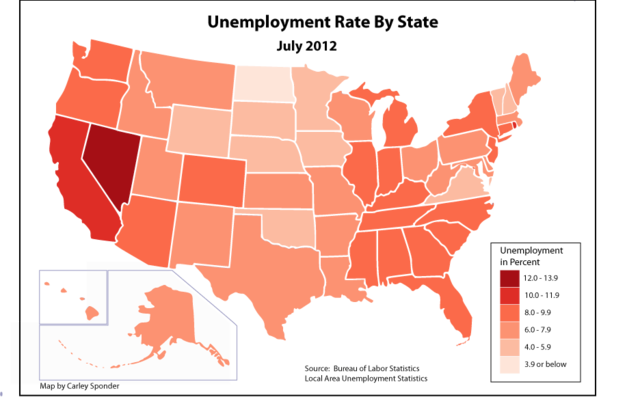 Unemployment Rate By State
July 2012
Unemployment
in Percent
12.0 - 13.9
10.0 - 11.9
8.0 - 9.9
6.0 - 7.9
4.0 - 5.9
3.9 or below
Source: Bureau of Labor Statistics
Local Area Unemployment Statistics
Map by Carley Sponder